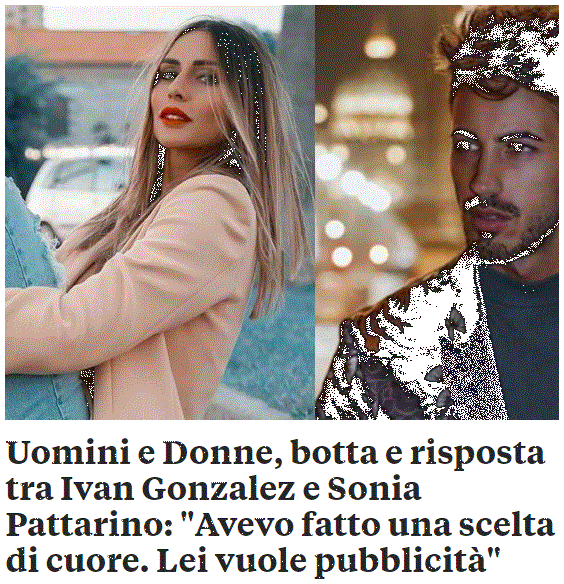 Uomini e Donne, botta e risposta
tra Ivan Gonzalez e Sonia
Pattarino: "Avevo fatto una scelta
di cuore. Lei vuole pubblicità"